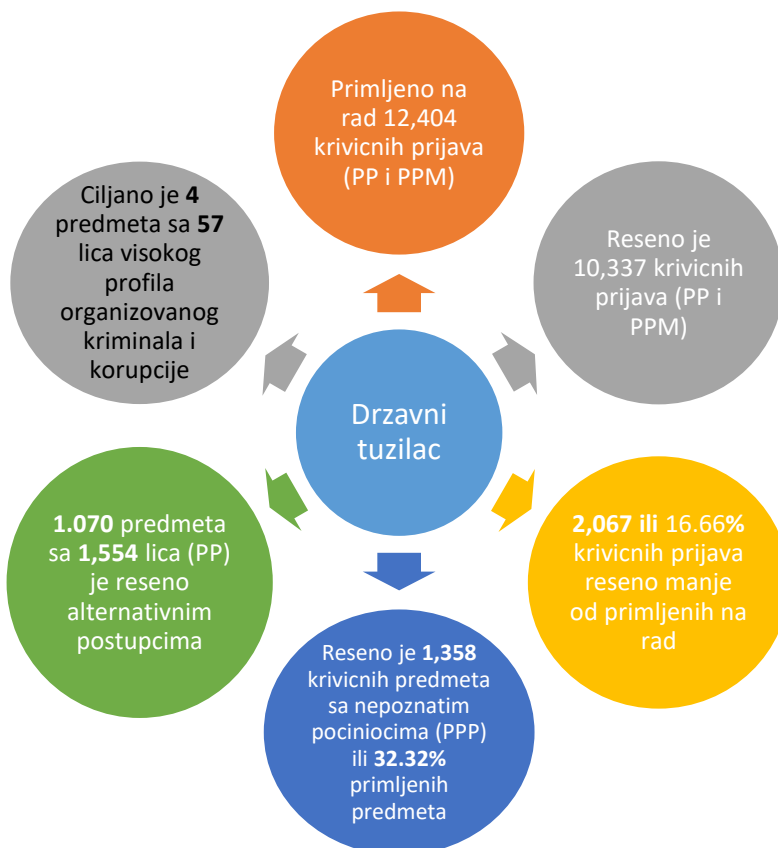 Primljeno na
rad 12,404
krivicnih prijava
(PP i PPM)
Ciljano je 4
predmeta sa 57
lica visokog
profila
organizovanog
kriminala i
korupcije
Reseno je
10,337 krivicnih
prijava (PP i
PPM)
Drzavni
tuzilac
1.070 predmeta
sa 1,554 lica (PP)
je reseno
alternativnim
postupcima
2,067 ili 16.66%
krivicnih prijava
reseno manje
od primljenih na
rad
Reseno je 1,358
krivicnih predmeta
sa nepoznatim
pociniocima (PPP)
ili 32.32%
primljenih
predmeta